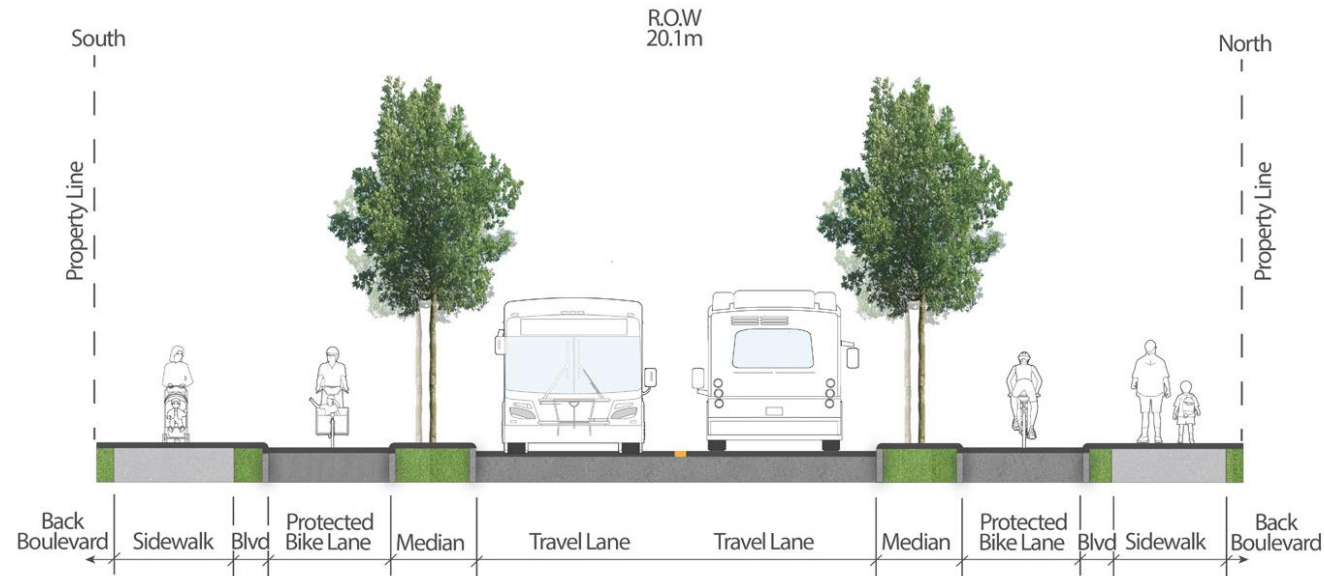 R.O.W
20.1m
South
North
Property Line
Property Line
Back
Boulevard
Sidewalk
Blvd
Protected
Bike Lane
Median
Travel Lane
Travel Lane
Median
Protected
Bike Lane
Blvd
Sidewalk
Back
Boulevard